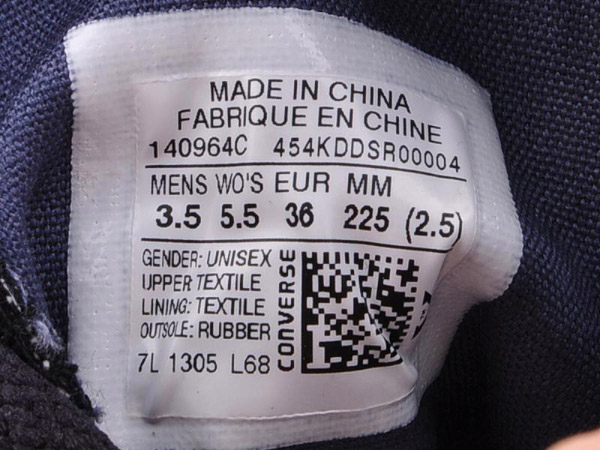 MADE IN CHINA
FABRIQUE EN CHINE
140964C 454KDDSR00004
MENS WO'S EUR MM
3.5 5.5 36 225 (2.5)
GENDER: UNISEX
UPPER TEXTILE
LINING: TEXTILE
OUTSOLE: RUBBER
7L 1305 L68
CONVERSE